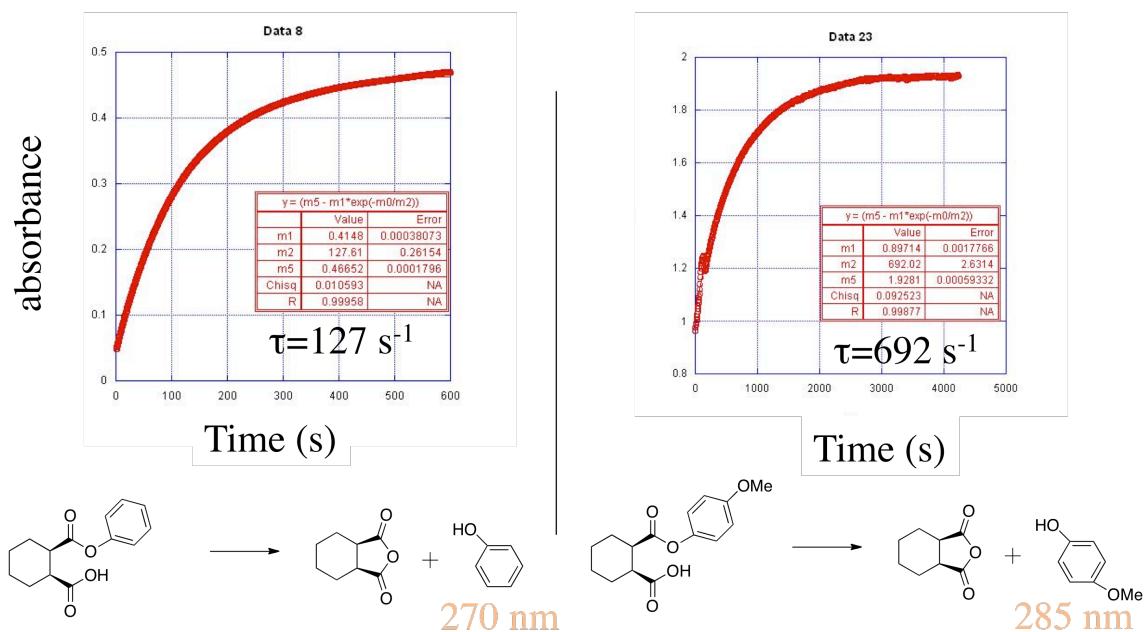 Data 8
absorbance
0.5
0.4
0.3
0.2
0.1
0
0 100 200 300 400 500 600
y = (m5 - m1*exp(-m0/m2))
Value Error
m1 0.4148 0.00038073
m2 127.61 0.26154
m5 0.46652 0.0001796
Chisq 0.010593 NA
R 0.99958 NA
τ=127 s-1
Time (s)
Data 23
2
1.8
1.6
1.4
1.2
1
0.8
0 1000 2000 3000 4000 5000
y = (m5 - m1*exp(-m0/m2))
Value Error
m1 0.89714 0.0017766
m2 692.02 2.6314
m5 1.9281 0.00059332
Chisq 0.092523 NA
R 0.99877 NA
τ=692 s-1
Time (s)
O
O
OH
O
O
O
O
+
HO
270 nm
OMe
O
O
OH
O
O
O
O
+
HO
OMe
285 nm